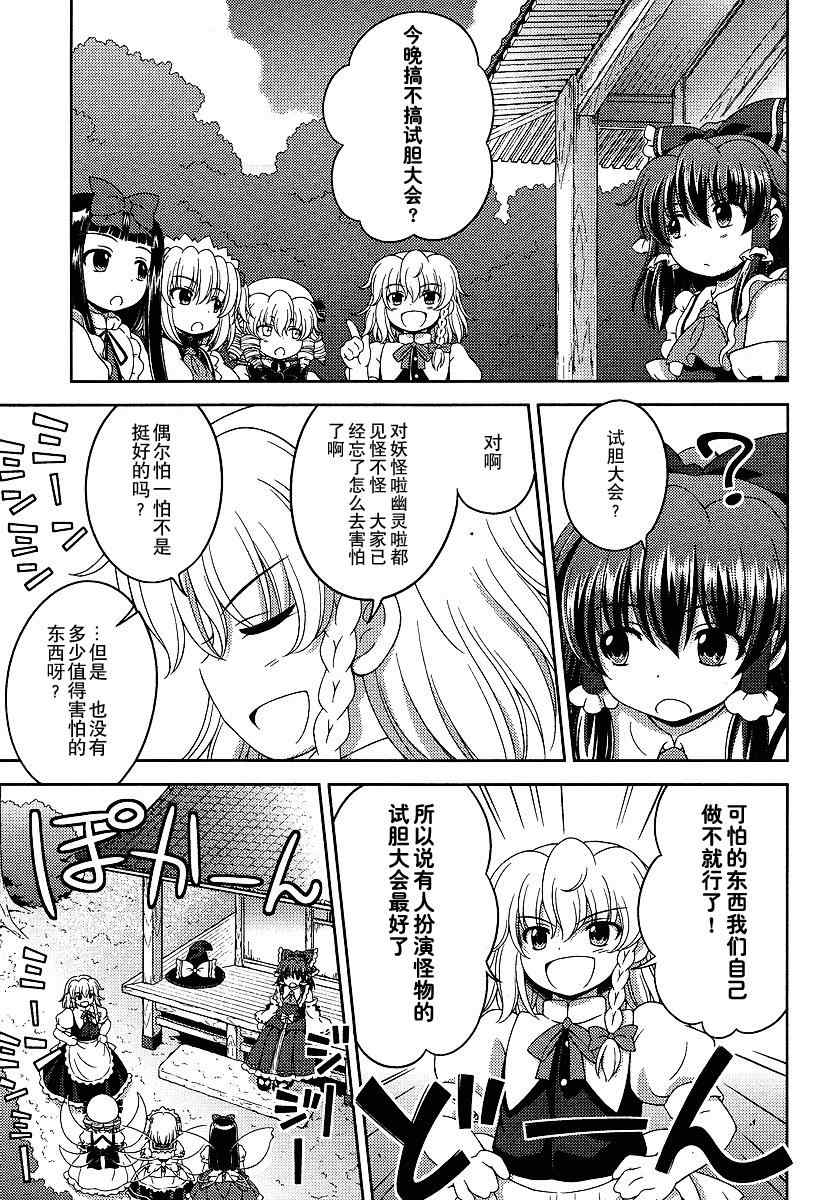 今晚搞不搞试胆大会？
试胆大会？
？
对啊
对妖怪啦幽灵啦都
见怪不怪 大家已
经忘了怎么去害怕
了啊
偶尔怕一怕不是
挺好的吗？
…但是 也没有
多少值得害怕的
东西呀？
ミーン
ミンミン
可怕的东西我们自己
做不就行了！
所以说有人扮演怪物的
试胆大会最好了
どーん
ぽかーん
ジジ
ミーン
ミンミン